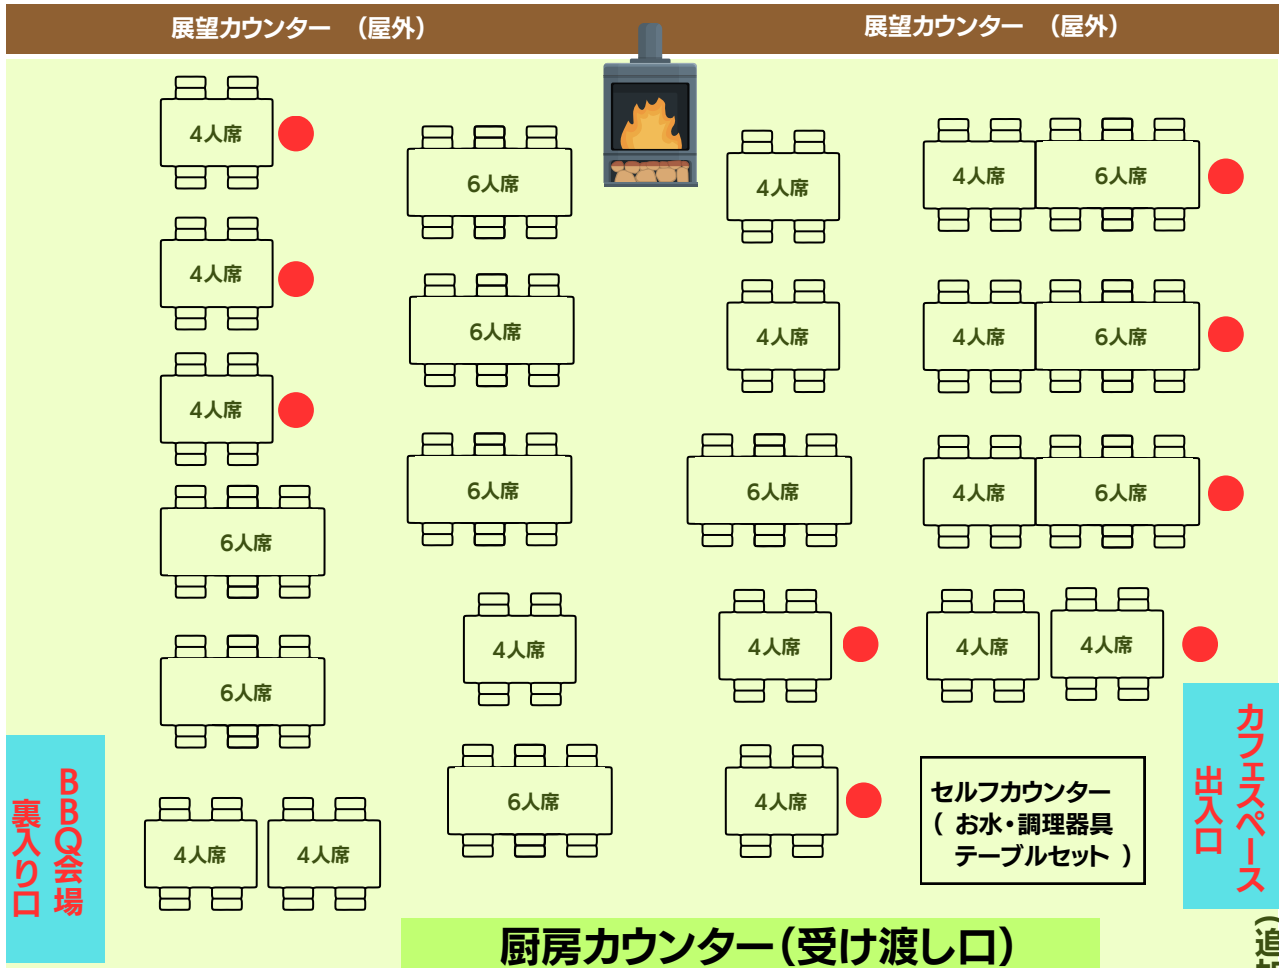 展望カウンター （屋外）
展望カウンター （屋外）
4人席
6人席
4人席
4人席
6人席
4人席
6人席
4人席
4人席
6人席
4人席
6人席
6人席
4人席
6人席
6人席
4人席
4人席
4人席
4人席
6人席
6人席
4人席
4人席
4人席
セルフカウンター
（ お水・調理器具
テーブルセット ）
カフェスペース
出入口
BBQ会場
裏入り口
厨房カウンター（受け渡し口）
（追